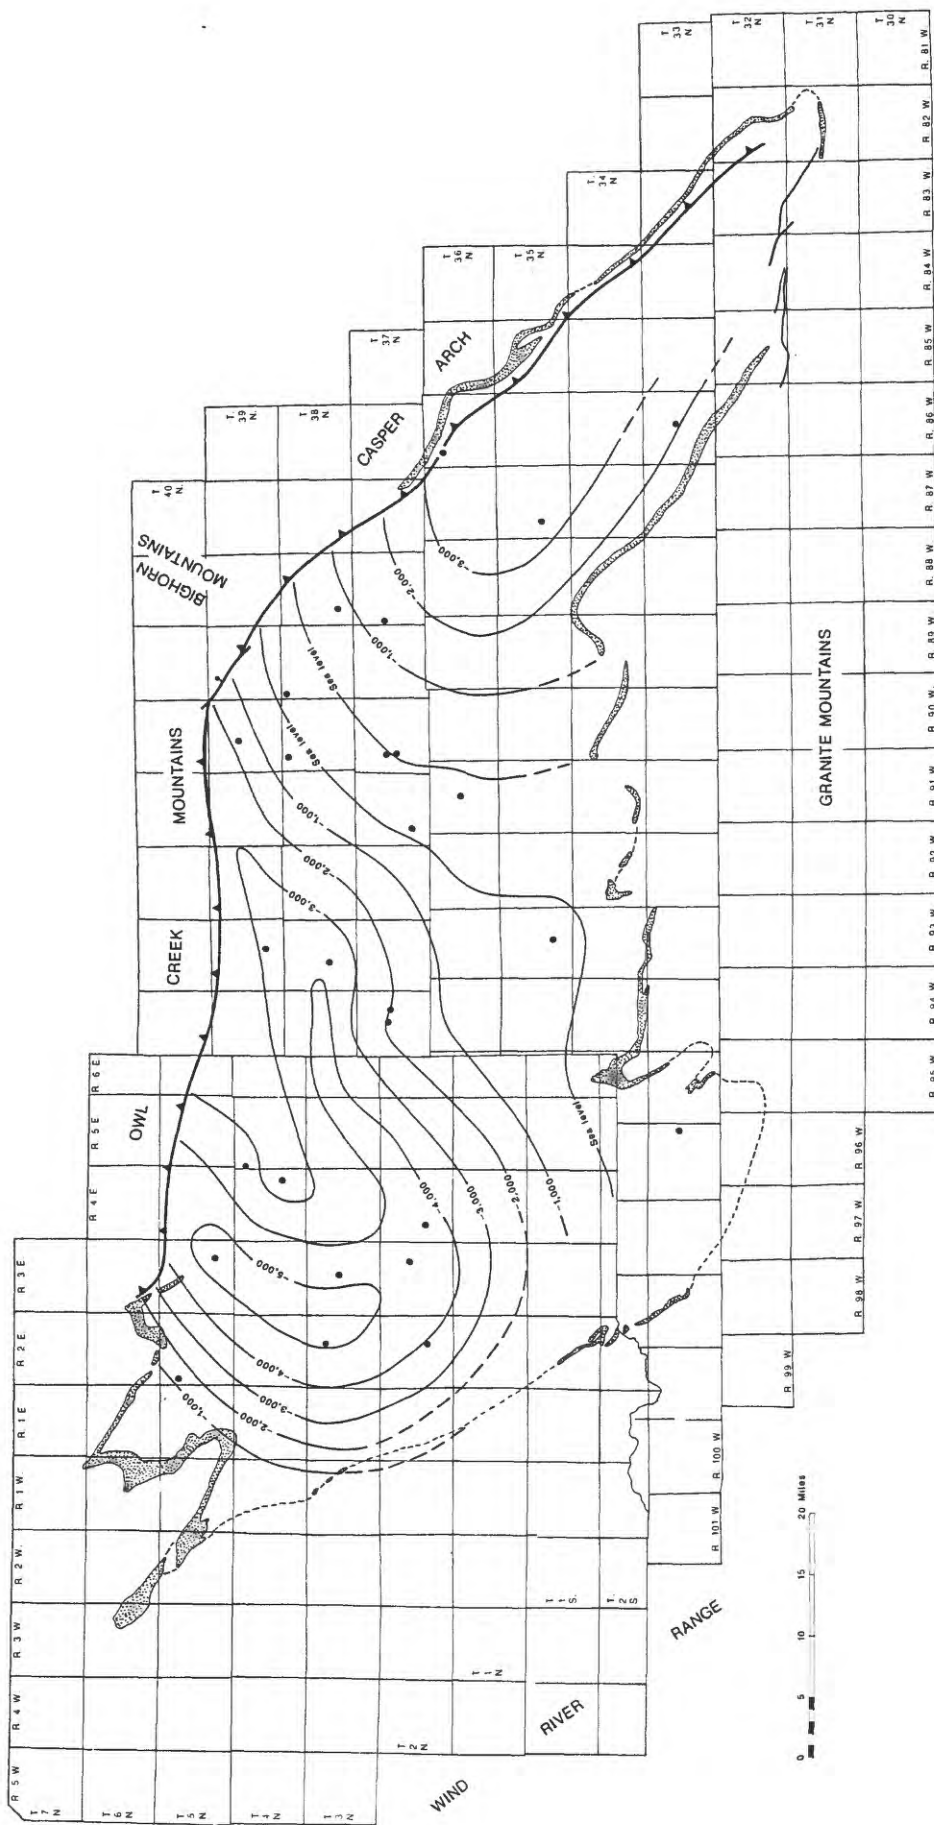 T. 40 N.
T. 39 N.
T. 38 N.
T. 37 N
T 36 N
T 35 N
T. 34 N
T 33 N
T 32 N
T 31 N
T 30 N
R. 81 W.
R. 82 W
R. 83 W
R. 84 W
R. 85 W
R. 86 W
R. 87 W
R. 88 W
R. 89 W
R. 90 W
R. 91 W
R. 92 W
R. 93 W
R. 94 W
R. 95 W
R. 96 W
R. 97 W
R. 98 W
R. 99 W
R. 100 W
R. 101 W
R 5 W
R 4 W
R 3 W
R 2 W.
R 1 W
R 1 E
R 2 E
R 3 E
R 4 E
R 5 E
R 6 E
T 7 N
T 6 N
T 5 N
T 4 N
T 3 N
T 2 N
T 1 N
T 1 S.
T 2 S
BIGHORN
MOUNTAINS
CASPER
ARCH
OWL
CREEK
MOUNTAINS
GRANITE MOUNTAINS
WIND
RIVER
RANGE
-1,000
-2,000
-3,000
-4,000
-5,000
-4,000
-3,000
-2,000
-1,000
Sea level
-3,000
-2,000
-1,000
Sea level
Sea level
-1,000
-2,000
-3,000
0 5 10 15 20 Miles